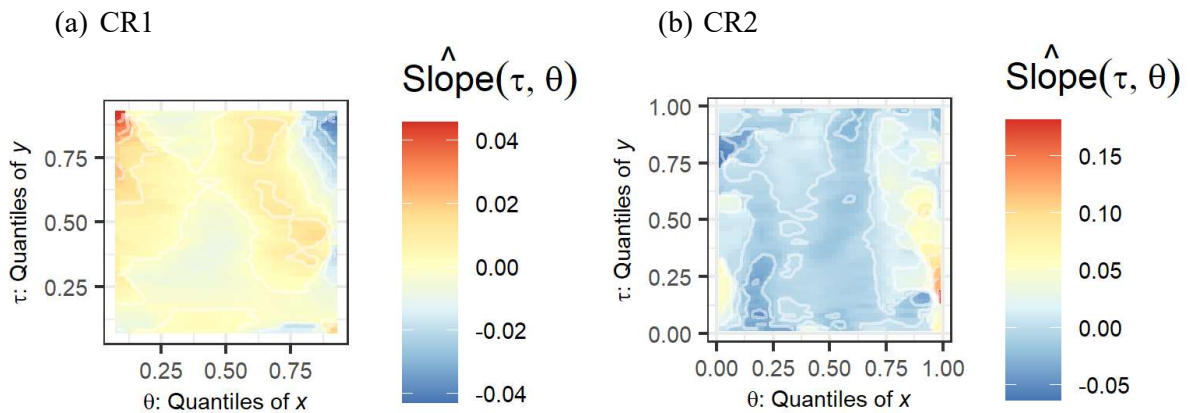 (a) CR1
(b) CR2
^
Slope(τ, θ)
0.04
0.02
0.00
-0.02
-0.04
τ: Quantiles of y
0.75
0.50
0.25
0.25 0.50 0.75
θ: Quantiles of x
^
Slope(τ, θ)
0.15
0.10
0.05
0.00
-0.05
τ: Quantiles of y
1.00
0.75
0.50
0.25
0.00
0.00 0.25 0.50 0.75 1.00
θ: Quantiles of x